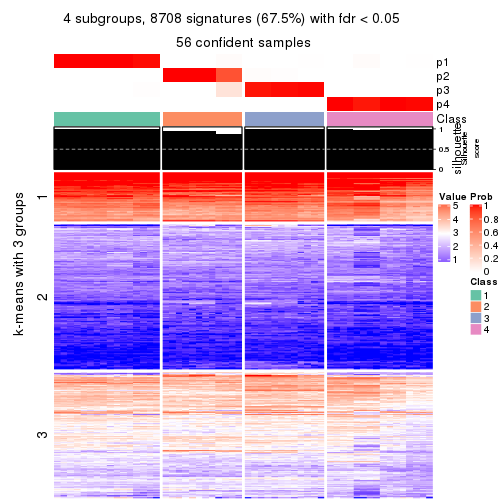 4 subgroups, 8708 signatures (67.5%) with fdr < 0.05
56 confident samples
p1
p2
p3
p4
Class
1
0.5
0
silhouette
Silhouette
score
k-means with 3 groups
1
2
3
Value
5
4
3
2
1
Prob
1
0.8
0.6
0.4
0.2
0
Class
1
2
3
4